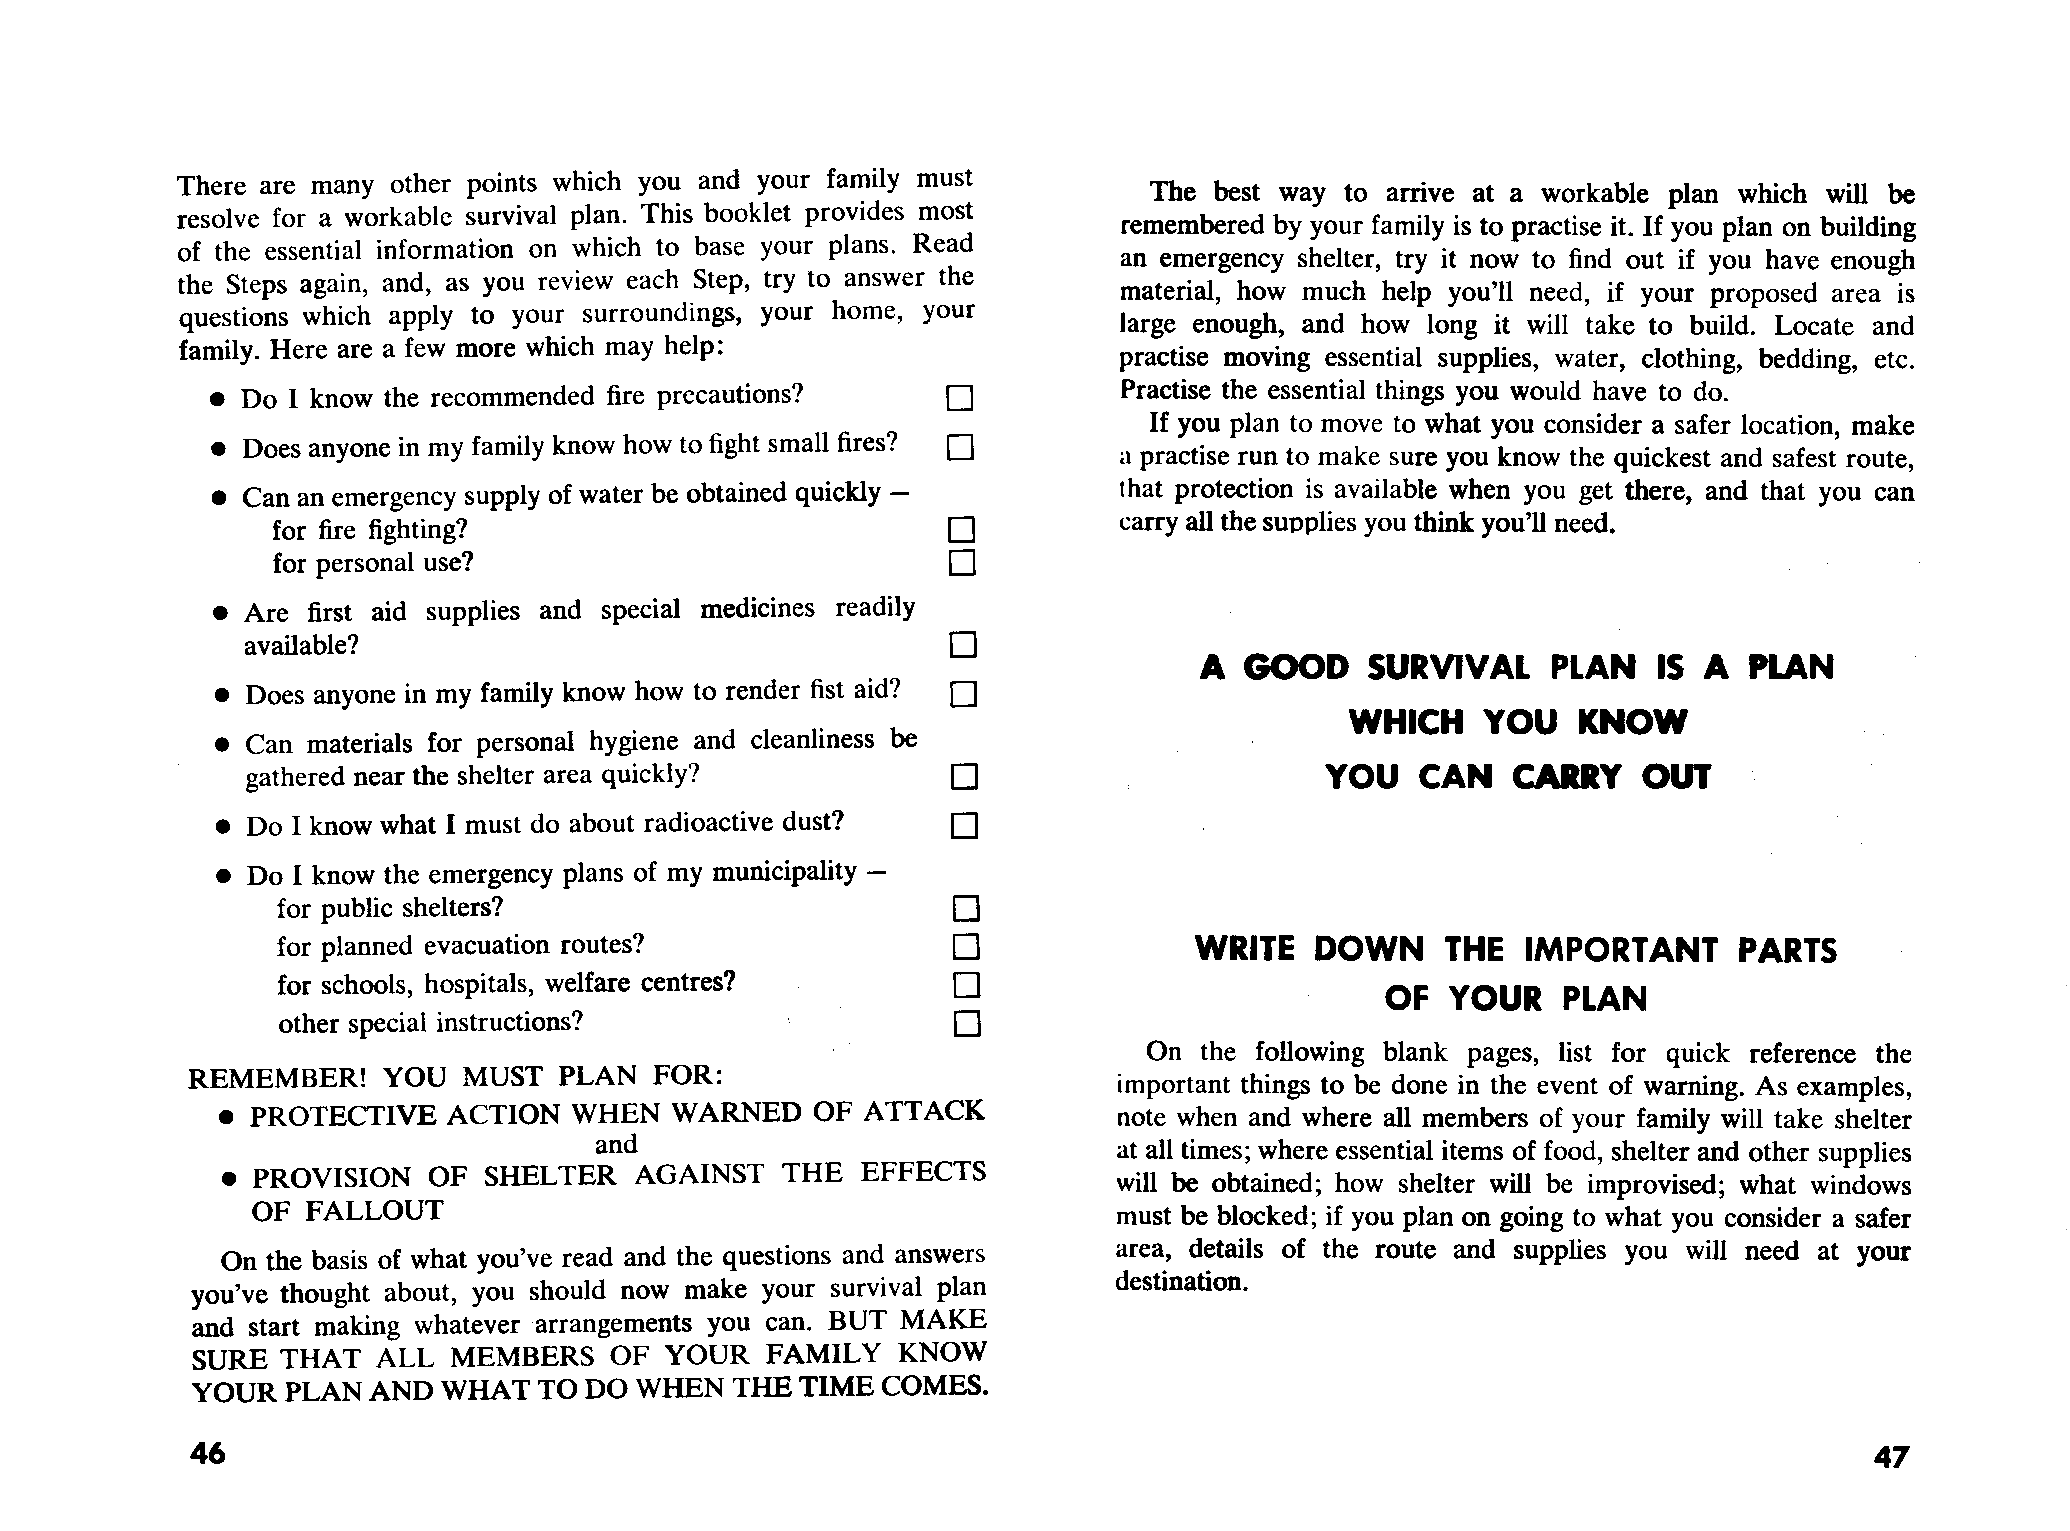 There are many other points which you and your family must
resolve for a workable survival plan. This booklet provides most
of the essential information on which to base your plans. Read
the Steps again, and, as you review each Step, try to answer the
questions which apply to your surroundings, your home, your
family. Here are a few more which may help:
● Do I know the recommended fire precautions? □
● Does anyone in my family know how to fight small fires? □
● Can an emergency supply of water be obtained quickly —
for fire fighting? □
for personal use? □
● Are first aid supplies and special medicines readily
available? □
● Does anyone in my family know how to render fist aid? □
● Can materials for personal hygiene and cleanliness be
gathered near the shelter area quickly? □
● Do I know what I must do about radioactive dust? □
● Do I know the emergency plans of my municipality —
for public shelters? □
for planned evacuation routes? □
for schools, hospitals, welfare centres? □
other special instructions? □
REMEMBER! YOU MUST PLAN FOR:
● PROTECTIVE ACTION WHEN WARNED OF ATTACK
and
● PROVISION OF SHELTER AGAINST THE EFFECTS
OF FALLOUT
On the basis of what you've read and the questions and answers
you've thought about, you should now make your survival plan
and start making whatever arrangements you can. BUT MAKE
SURE THAT ALL MEMBERS OF YOUR FAMILY KNOW
YOUR PLAN AND WHAT TO DO WHEN THE TIME COMES.
46
The best way to arrive at a workable plan which will be
remembered by your family is to practise it. If you plan on building
an emergency shelter, try it now to find out if you have enough
material, how much help you'll need, if your proposed area is
large enough, and how long it will take to build. Locate and
practise moving essential supplies, water, clothing, bedding, etc.
Practise the essential things you would have to do.
If you plan to move to what you consider a safer location, make
a practise run to make sure you know the quickest and safest route,
that protection is available when you get there, and that you can
carry all the supplies you think you'll need.
A GOOD SURVIVAL PLAN IS A PLAN
WHICH YOU KNOW
YOU CAN CARRY OUT
WRITE DOWN THE IMPORTANT PARTS
OF YOUR PLAN
On the following blank pages, list for quick reference the
important things to be done in the event of warning. As examples,
note when and where all members of your family will take shelter
at all times; where essential items of food, shelter and other supplies
will be obtained; how shelter will be improvised; what windows
must be blocked; if you plan on going to what you consider a safer
area, details of the route and supplies you will need at your
destination.
47